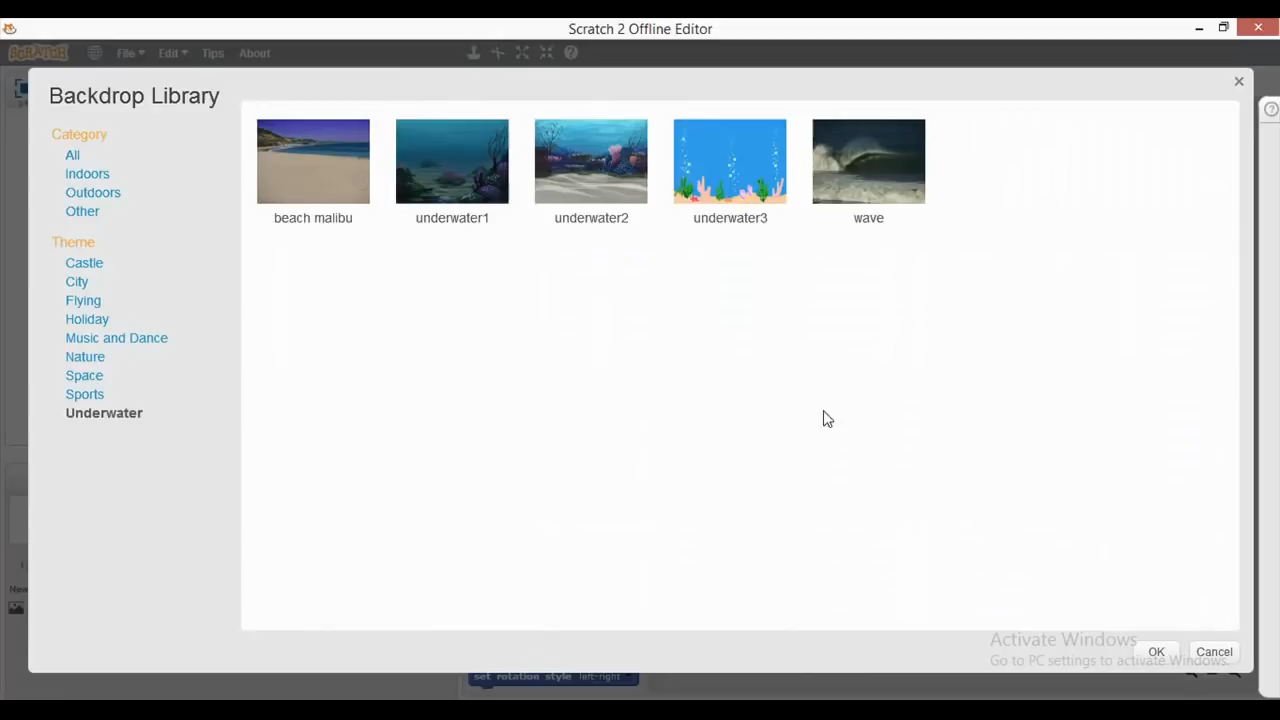 Scratch 2 Offline Editor
SCRATCH File Edit Tips About
Backdrop Library
Category
All
Indoors
Outdoors
Other
Theme
Castle
City
Flying
Holiday
Music and Dance
Nature
Space
Sports
Underwater
beach malibu underwater1 underwater2 underwater3 wave
New
Activate Windows
Go to PC settings to activate Windows.
OK Cancel
set rotation style left-right